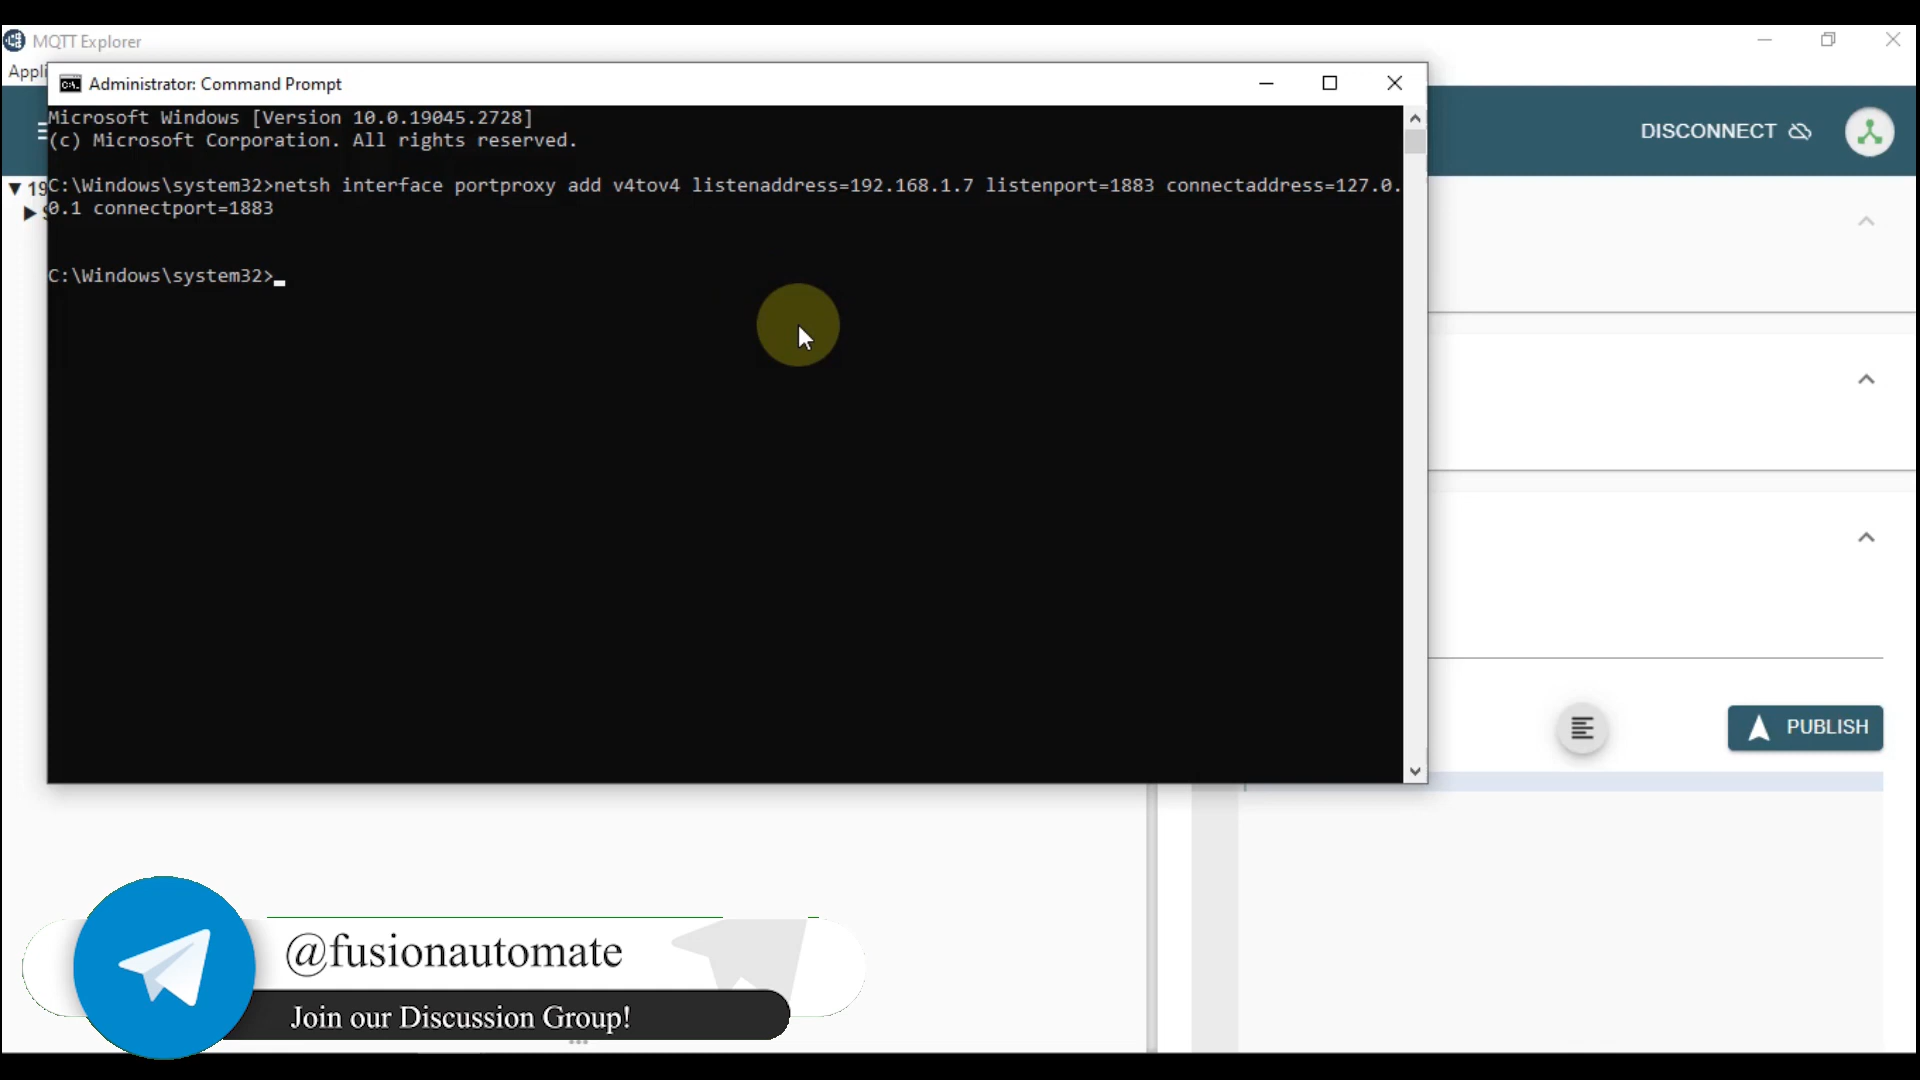 MQTT Explorer
Appli
Administrator: Command Prompt
Microsoft Windows [Version 10.0.19045.2728]
(c) Microsoft Corporation. All rights reserved.
DISCONNECT
19
C:\Windows\system32>netsh interface portproxy add v4tov4 listenaddress=192.168.1.7 listenport=1883 connectaddress=127.0.
0.1 connectport=1883
C:\Windows\system32>
PUBLISH
@fusionautomate
Join our Discussion Group!